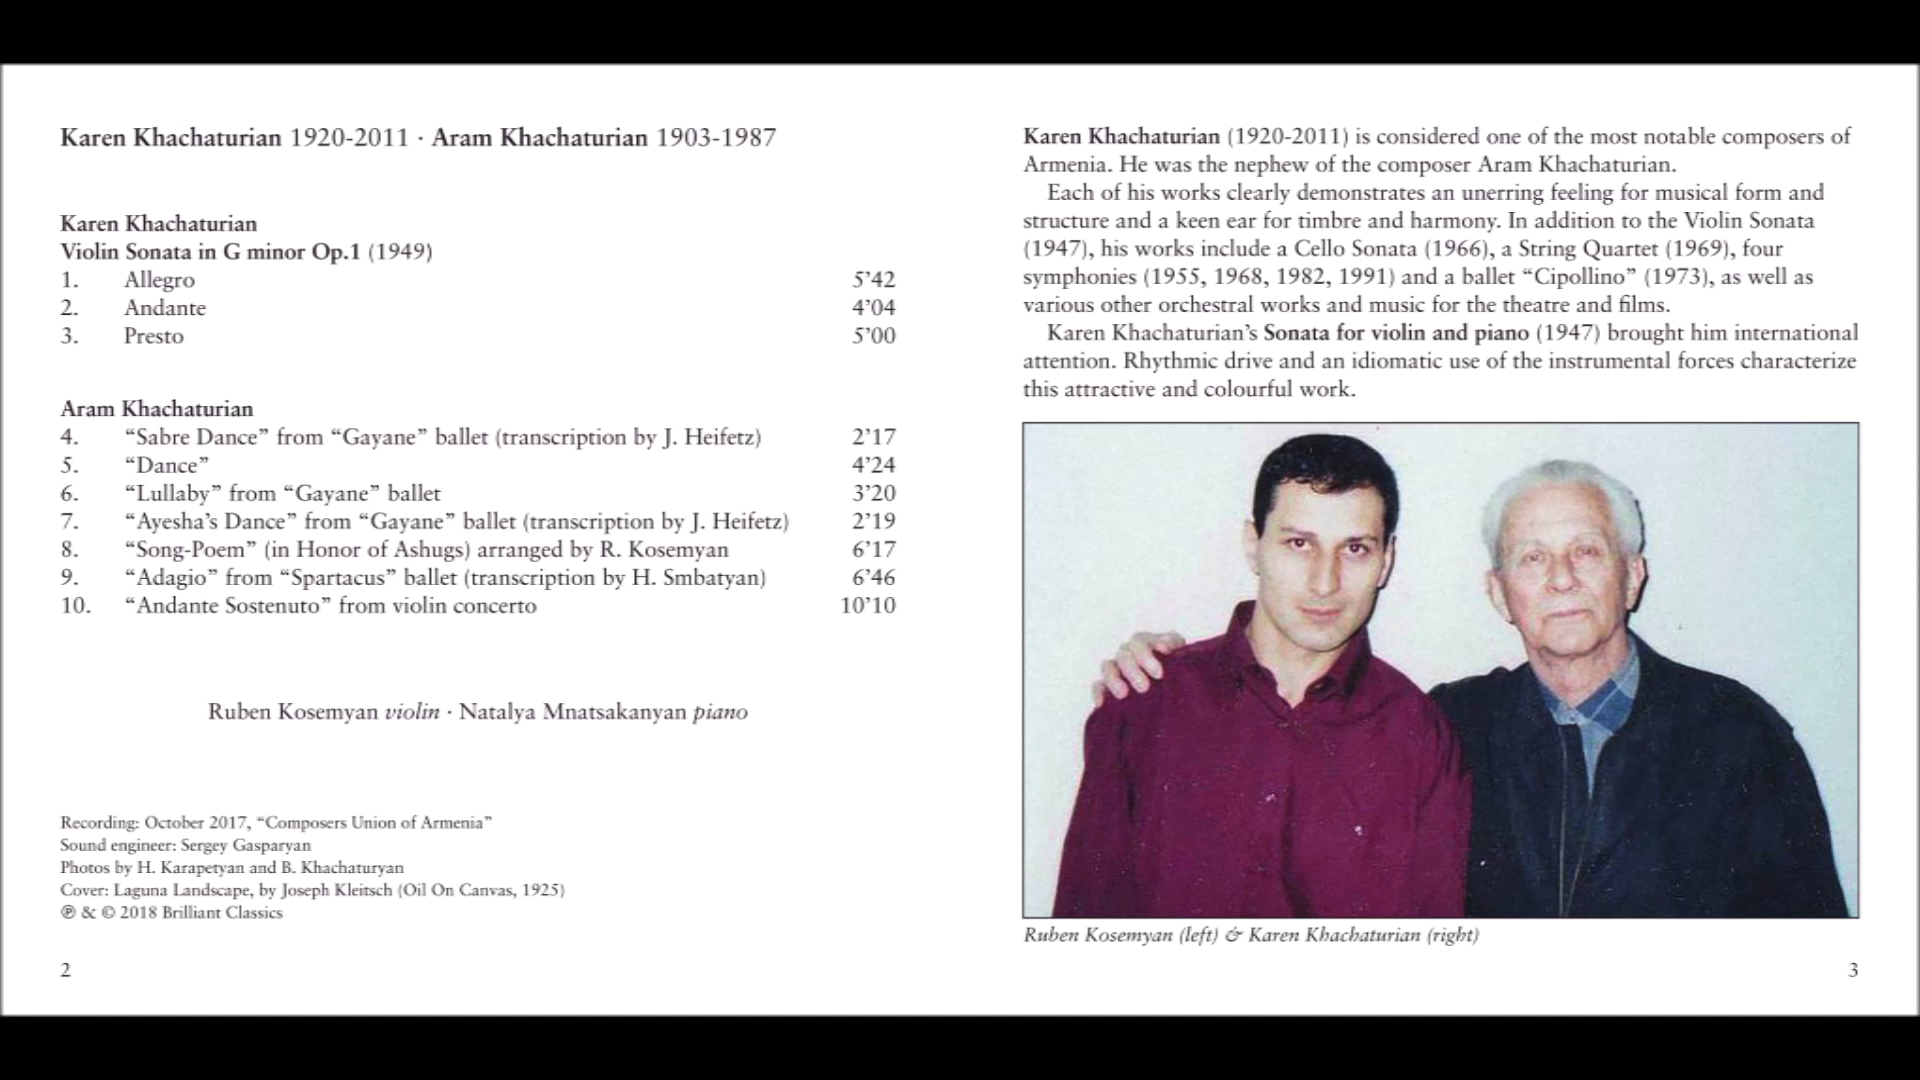 Karen Khachaturian 1920-2011 · Aram Khachaturian 1903-1987
Karen Khachaturian
Violin Sonata in G minor Op.1 (1949)
1. Allegro 5’42
2. Andante 4’04
3. Presto 5’00
Aram Khachaturian
4. “Sabre Dance” from “Gayane” ballet (transcription by J. Heifetz) 2’17
5. “Dance” 4’24
6. “Lullaby” from “Gayane” ballet 3’20
7. “Ayesha’s Dance” from “Gayane” ballet (transcription by J. Heifetz) 2’19
8. “Song-Poem” (in Honor of Ashugs) arranged by R. Kosemyan 6’17
9. “Adagio” from “Spartacus” ballet (transcription by H. Smbatyan) 6’46
10. “Andante Sostenuto” from violin concerto 10’10
Ruben Kosemyan violin · Natalya Mnatsakanyan piano
Recording: October 2017, “Composers Union of Armenia”
Sound engineer: Sergey Gasparyan
Photos by H. Karapetyan and B. Khachaturyan
Cover: Laguna Landscape, by Joseph Kleitsch (Oil On Canvas, 1925)
℗ & © 2018 Brilliant Classics
2
Karen Khachaturian (1920-2011) is considered one of the most notable composers of
Armenia. He was the nephew of the composer Aram Khachaturian.
Each of his works clearly demonstrates an unerring feeling for musical form and
structure and a keen ear for timbre and harmony. In addition to the Violin Sonata
(1947), his works include a Cello Sonata (1966), a String Quartet (1969), four
symphonies (1955, 1968, 1982, 1991) and a ballet “Cipollino” (1973), as well as
various other orchestral works and music for the theatre and films.
Karen Khachaturian’s Sonata for violin and piano (1947) brought him international
attention. Rhythmic drive and an idiomatic use of the instrumental forces characterize
this attractive and colourful work.
Ruben Kosemyan (left) & Karen Khachaturian (right)
3